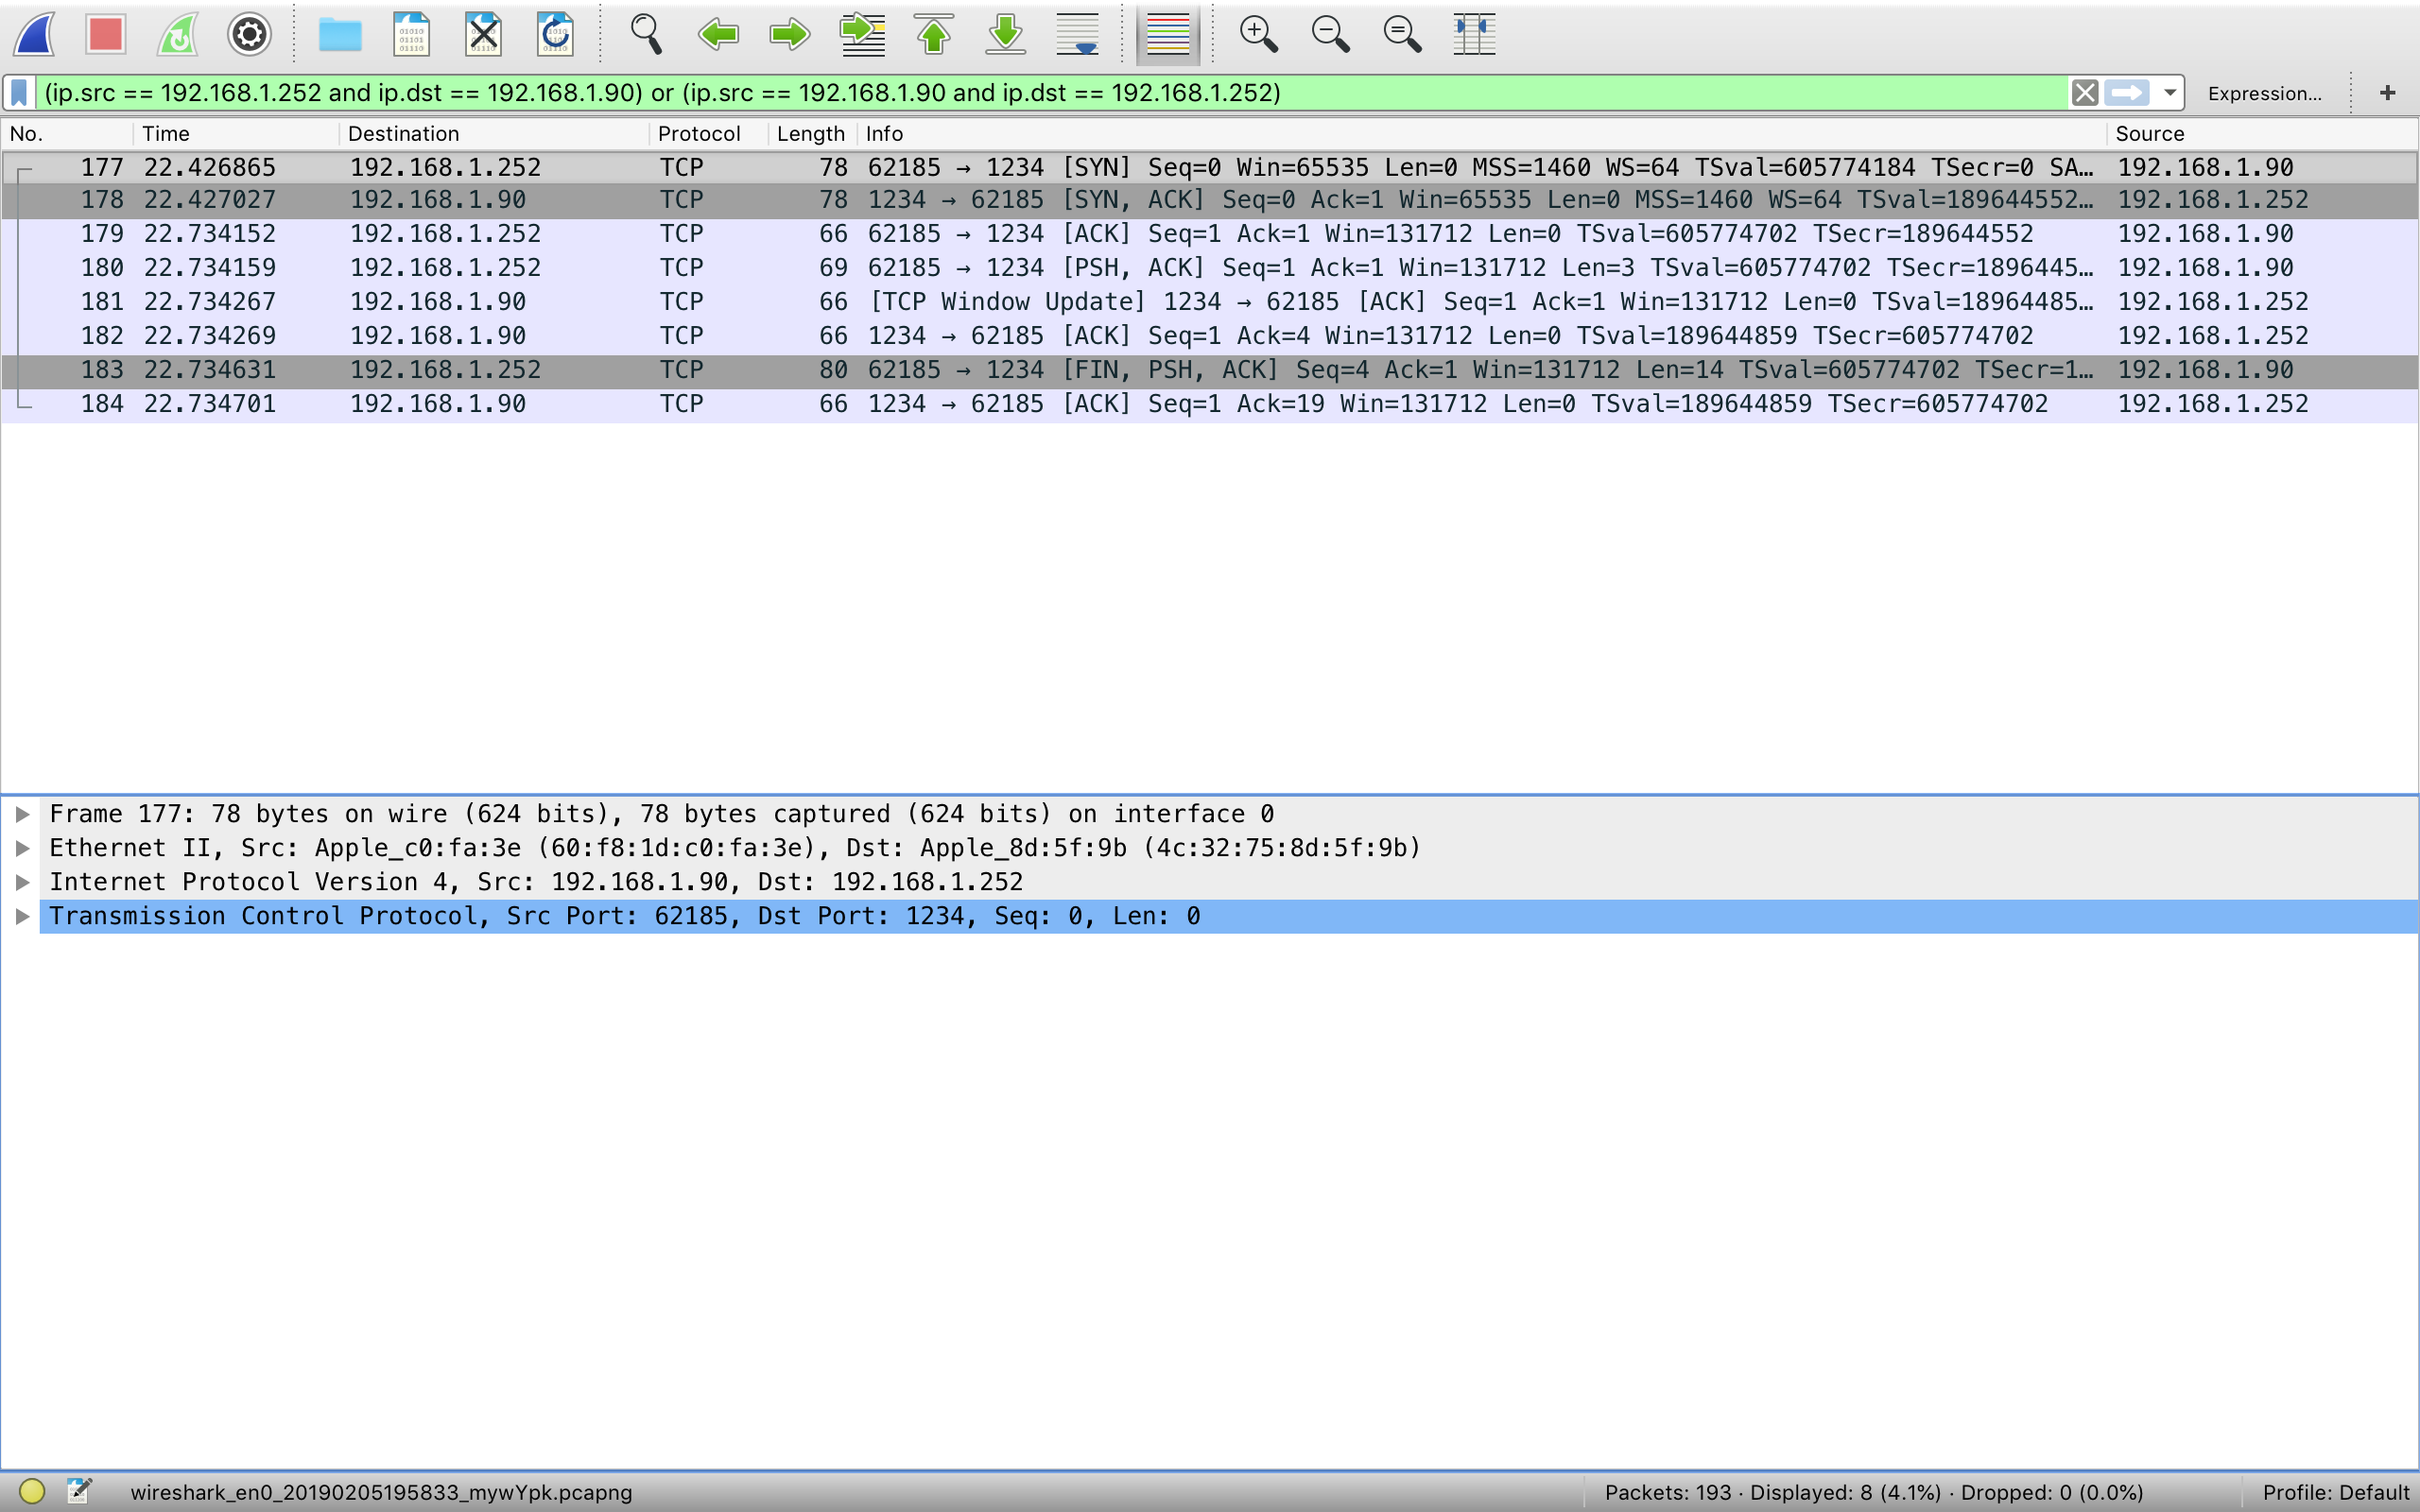 (ip.src == 192.168.1.252 and ip.dst == 192.168.1.90) or (ip.src == 192.168.1.90 and ip.dst == 192.168.1.252) Expression... +
No. Time Destination Protocol Length Info Source
177 22.426865 192.168.1.252 TCP 78 62185 → 1234 [SYN] Seq=0 Win=65535 Len=0 MSS=1460 WS=64 TSval=605774184 TSecr=0 SA… 192.168.1.90
178 22.427027 192.168.1.90 TCP 78 1234 → 62185 [SYN, ACK] Seq=0 Ack=1 Win=65535 Len=0 MSS=1460 WS=64 TSval=189644552… 192.168.1.252
179 22.734152 192.168.1.252 TCP 66 62185 → 1234 [ACK] Seq=1 Ack=1 Win=131712 Len=0 TSval=605774702 TSecr=189644552 192.168.1.90
180 22.734159 192.168.1.252 TCP 69 62185 → 1234 [PSH, ACK] Seq=1 Ack=1 Win=131712 Len=3 TSval=605774702 TSecr=1896445… 192.168.1.90
181 22.734267 192.168.1.90 TCP 66 [TCP Window Update] 1234 → 62185 [ACK] Seq=1 Ack=1 Win=131712 Len=0 TSval=18964485… 192.168.1.252
182 22.734269 192.168.1.90 TCP 66 1234 → 62185 [ACK] Seq=1 Ack=4 Win=131712 Len=0 TSval=189644859 TSecr=605774702 192.168.1.252
183 22.734631 192.168.1.252 TCP 80 62185 → 1234 [FIN, PSH, ACK] Seq=4 Ack=1 Win=131712 Len=14 TSval=605774702 TSecr=1… 192.168.1.90
184 22.734701 192.168.1.90 TCP 66 1234 → 62185 [ACK] Seq=1 Ack=19 Win=131712 Len=0 TSval=189644859 TSecr=605774702 192.168.1.252
Frame 177: 78 bytes on wire (624 bits), 78 bytes captured (624 bits) on interface 0
Ethernet II, Src: Apple_c0:fa:3e (60:f8:1d:c0:fa:3e), Dst: Apple_8d:5f:9b (4c:32:75:8d:5f:9b)
Internet Protocol Version 4, Src: 192.168.1.90, Dst: 192.168.1.252
Transmission Control Protocol, Src Port: 62185, Dst Port: 1234, Seq: 0, Len: 0
wireshark_en0_20190205195833_mywYpk.pcapng Packets: 193 · Displayed: 8 (4.1%) · Dropped: 0 (0.0%) Profile: Default